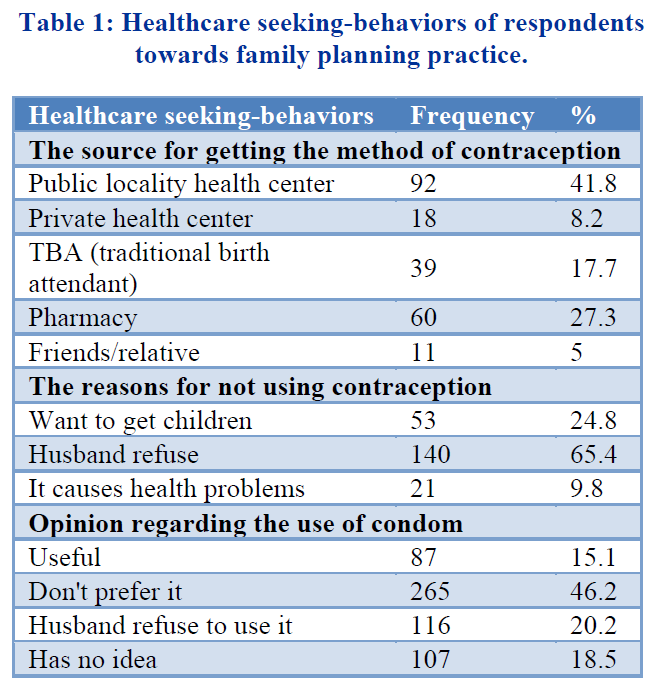 Table 1: Healthcare seeking-behaviors of respondents
towards family planning practice.
Healthcare seeking-behaviors Frequency %
The source for getting the method of contraception
Public locality health center 92 41.8
Private health center 18 8.2
TBA (traditional birth
attendant) 39 17.7
Pharmacy 60 27.3
Friends/relative 11 5
The reasons for not using contraception
Want to get children 53 24.8
Husband refuse 140 65.4
It causes health problems 21 9.8
Opinion regarding the use of condom
Useful 87 15.1
Don't prefer it 265 46.2
Husband refuse to use it 116 20.2
Has no idea 107 18.5